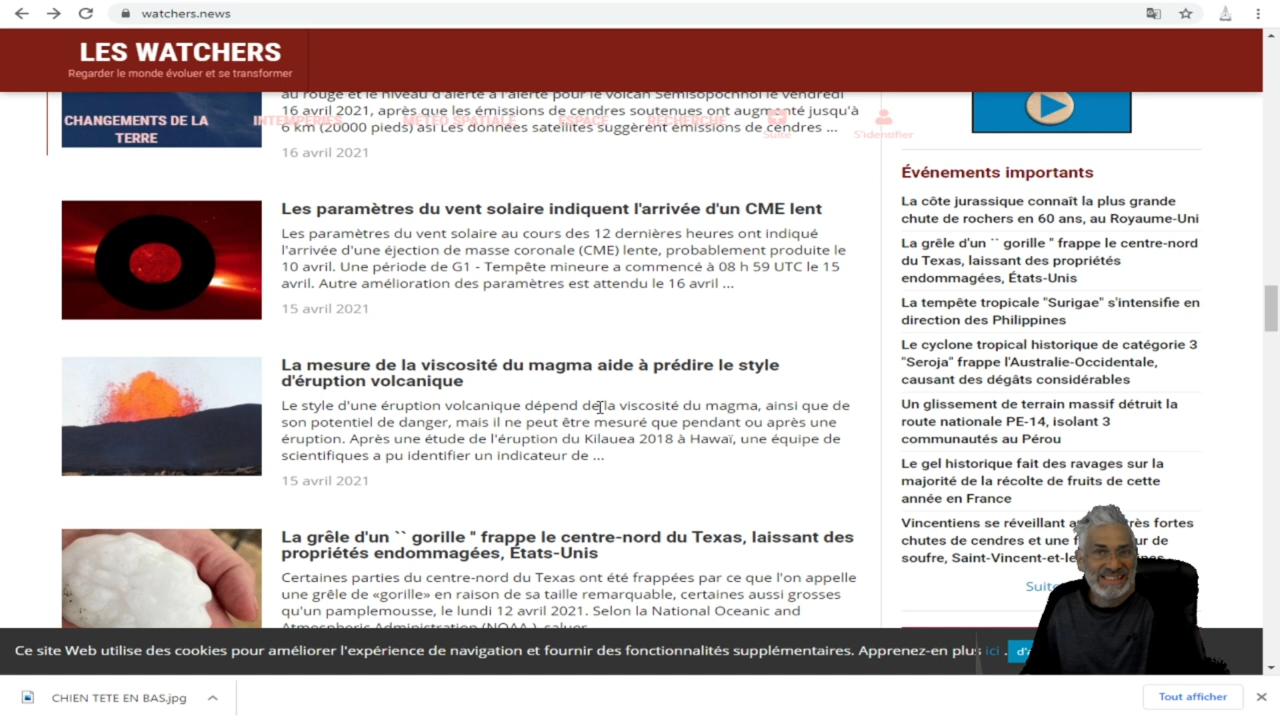 watchers.news
LES WATCHERS
Regarder le monde évoluer et se transformer
CHANGEMENTS DE LA
TERRE
INTEMPÉRIES
MÉTÉO SPATIALE
ESPACE
RECHERCHE
Suite
S'identifier
au rouge et le niveau d'alerte à l'alerte pour le volcan Semisopochnoi le vendredi
16 avril 2021, après que les émissions de cendres soutenues ont augmenté jusqu'à
6 km (20000 pieds) asi Les données satellites suggèrent émissions de cendres ...
16 avril 2021
Les paramètres du vent solaire indiquent l'arrivée d'un CME lent
Les paramètres du vent solaire au cours des 12 dernières heures ont indiqué
l'arrivée d'une éjection de masse coronale (CME) lente, probablement produite le
10 avril. Une période de G1 - Tempête mineure a commencé à 08 h 59 UTC le 15
avril. Autre amélioration des paramètres est attendu le 16 avril ...
15 avril 2021
La mesure de la viscosité du magma aide à prédire le style
d'éruption volcanique
Le style d'une éruption volcanique dépend de la viscosité du magma, ainsi que de
son potentiel de danger, mais il ne peut être mesuré que pendant ou après une
éruption. Après une étude de l'éruption du Kilauea 2018 à Hawaï, une équipe de
scientifiques a pu identifier un indicateur de ...
15 avril 2021
La grêle d'un `` gorille '' frappe le centre-nord du Texas, laissant des
propriétés endommagées, États-Unis
Certaines parties du centre-nord du Texas ont été frappées par ce que l'on appelle
une grêle de «gorille» en raison de sa taille remarquable, certaines aussi grosses
qu'un pamplemousse, le lundi 12 avril 2021. Selon la National Oceanic and
Atmospheric Administration (NOAA ), saluer
Événements importants
La côte jurassique connaît la plus grande
chute de rochers en 60 ans, au Royaume-Uni
La grêle d'un `` gorille '' frappe le centre-nord
du Texas, laissant des propriétés
endommagées, États-Unis
La tempête tropicale "Surigae" s'intensifie en
direction des Philippines
Le cyclone tropical historique de catégorie 3
"Seroja" frappe l'Australie-Occidentale,
causant des dégâts considérables
Un glissement de terrain massif détruit la
route nationale PE-14, isolant 3
communautés au Pérou
Le gel historique fait des ravages sur la
majorité de la récolte de fruits de cette
année en France
Vincentiens se réveillant très fortes
chutes de cendres et une de
soufre, Saint-Vincent-et-le
Suite
Ce site Web utilise des cookies pour améliorer l'expérience de navigation et fournir des fonctionnalités supplémentaires. Apprenez-en plus ici .
CHIEN TETE EN BAS.jpg
Tout afficher